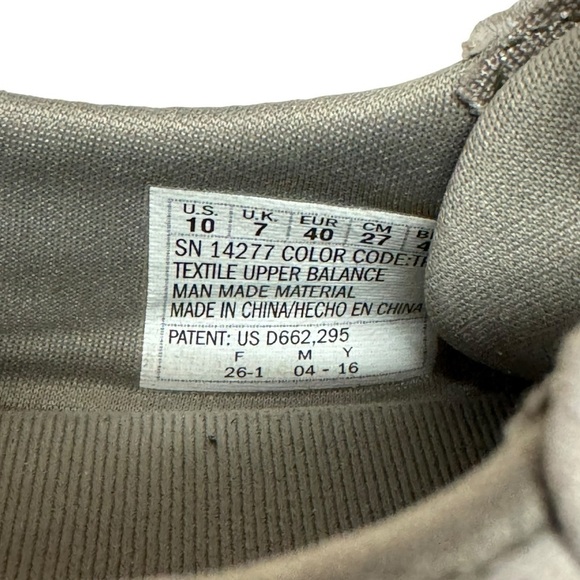 U.S. U.K. EUR CM
10 7 40 27
SN 14277 COLOR CODE:
TEXTILE UPPER BALANCE
MAN MADE MATERIAL
MADE IN CHINA/HECHO EN CHINA
PATENT: US D662,295
F M Y
26-1 04 - 16